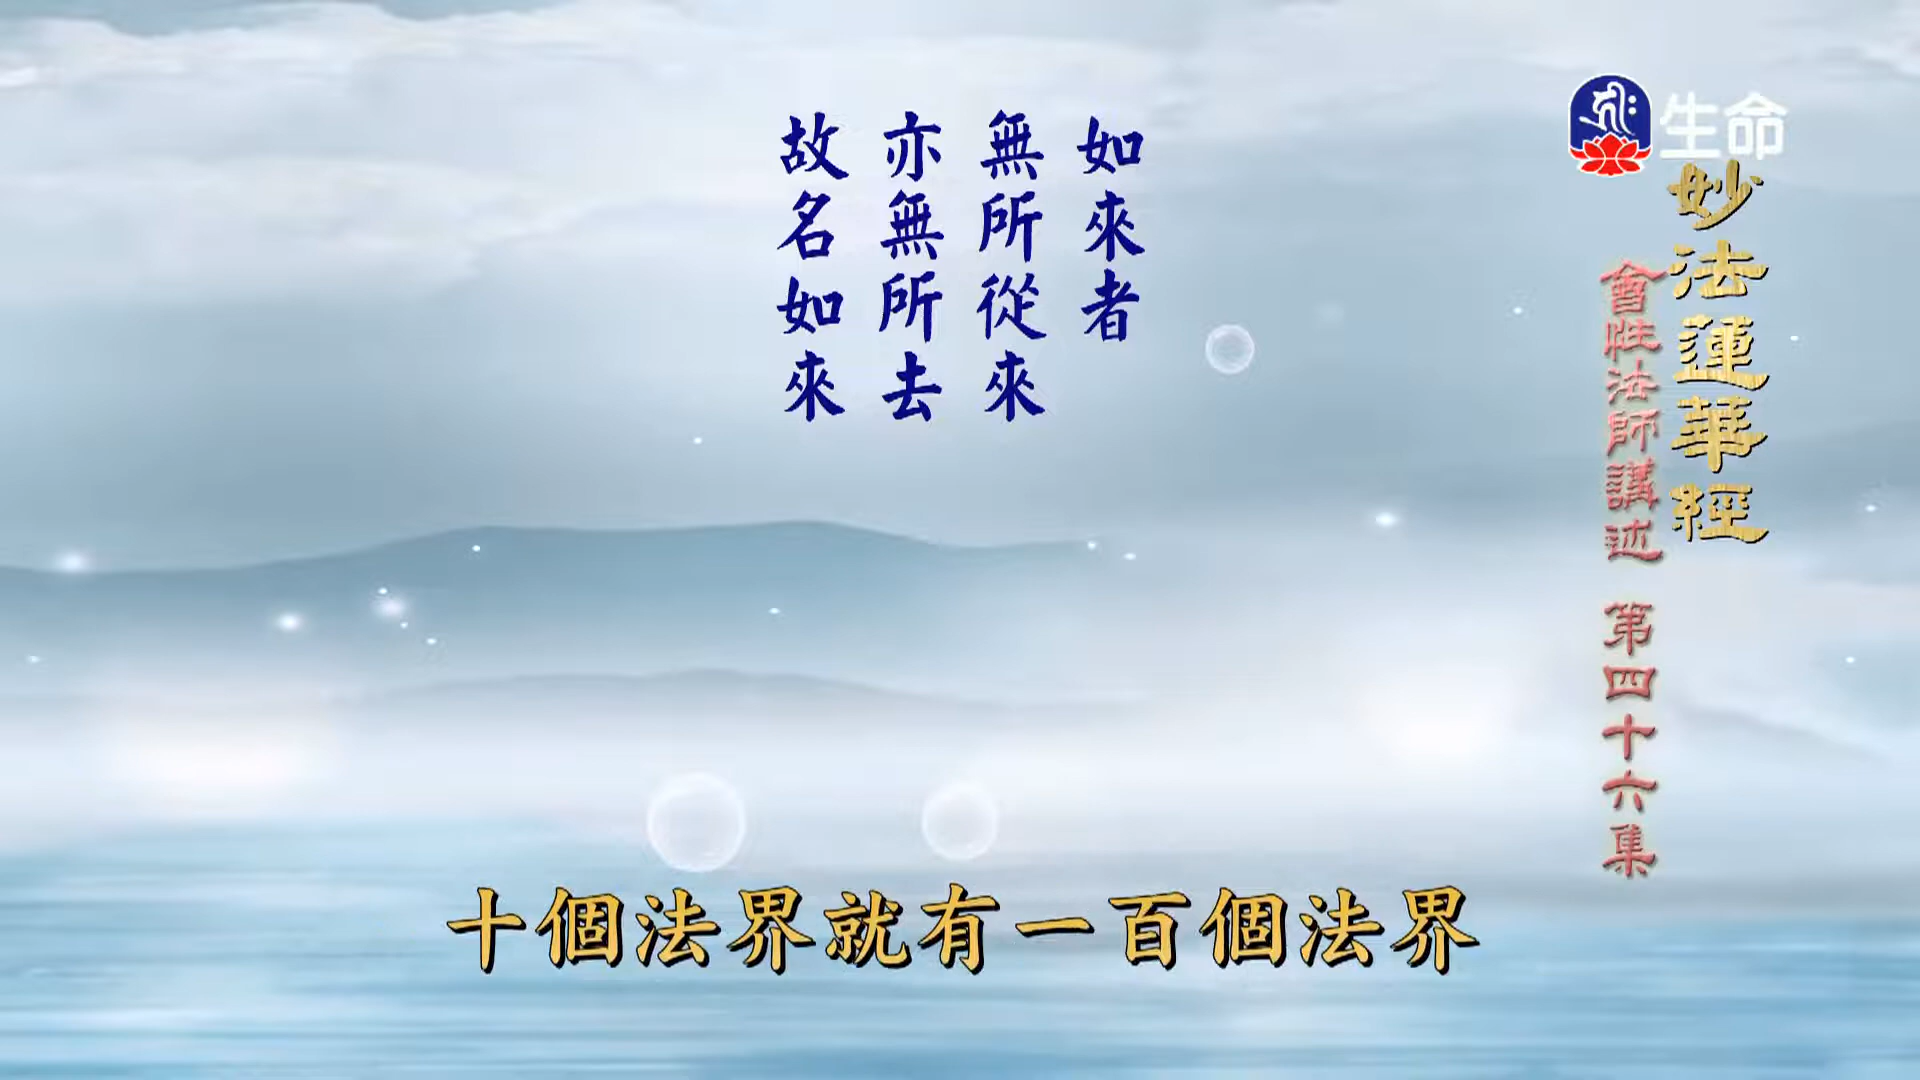 生命
妙法蓮華經
會性法師講述 第四十六集
如來者
無所從來
亦無所去
故名如來
十個法界就有一百個法界